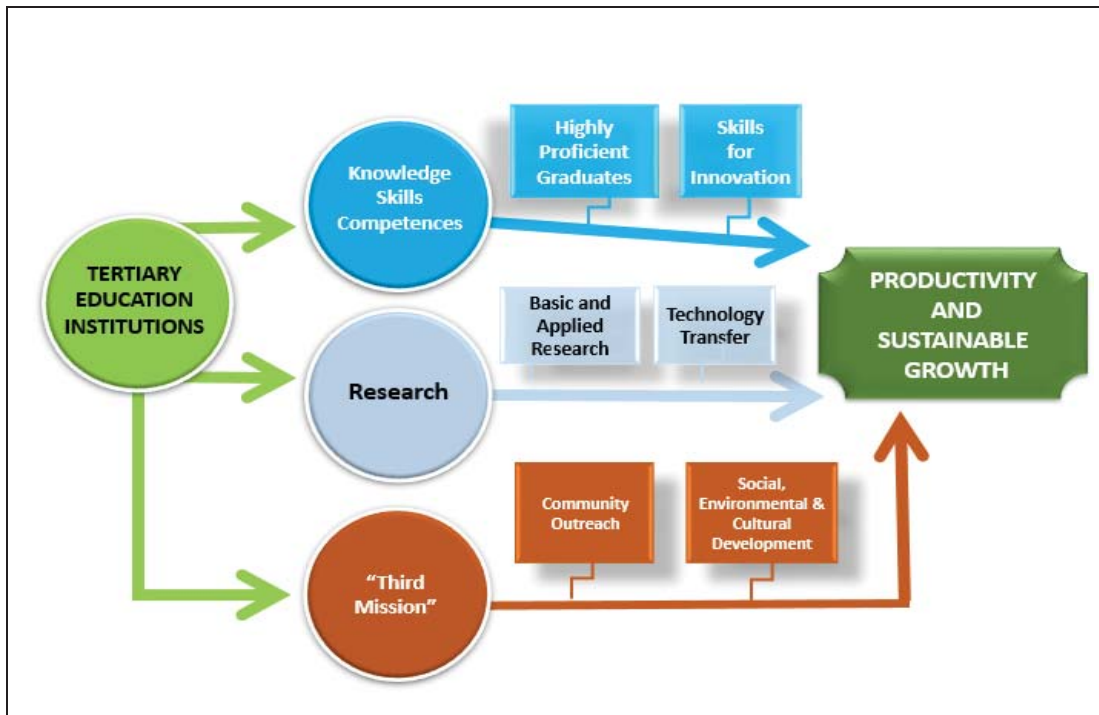 TERTIARY
EDUCATION
INSTITUTIONS
Knowledge
Skills
Competences
Highly
Proficient
Graduates
Skills
for
Innovation
Research
Basic and
Applied
Research
Technology
Transfer
"Third
Mission"
Community
Outreach
Social,
Environmental &
Cultural
Development
PRODUCTIVITY
AND
SUSTAINABLE
GROWTH